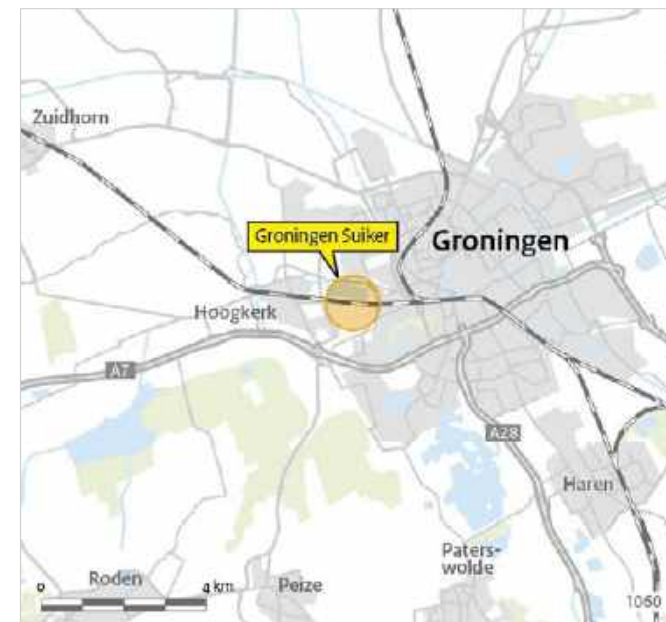 Zuidhorn
Groningen Suiker
Groningen
Hoogkerk
A7
A28
Haren
Paters-
wolde
Roden
Peize
0 4 km
1060